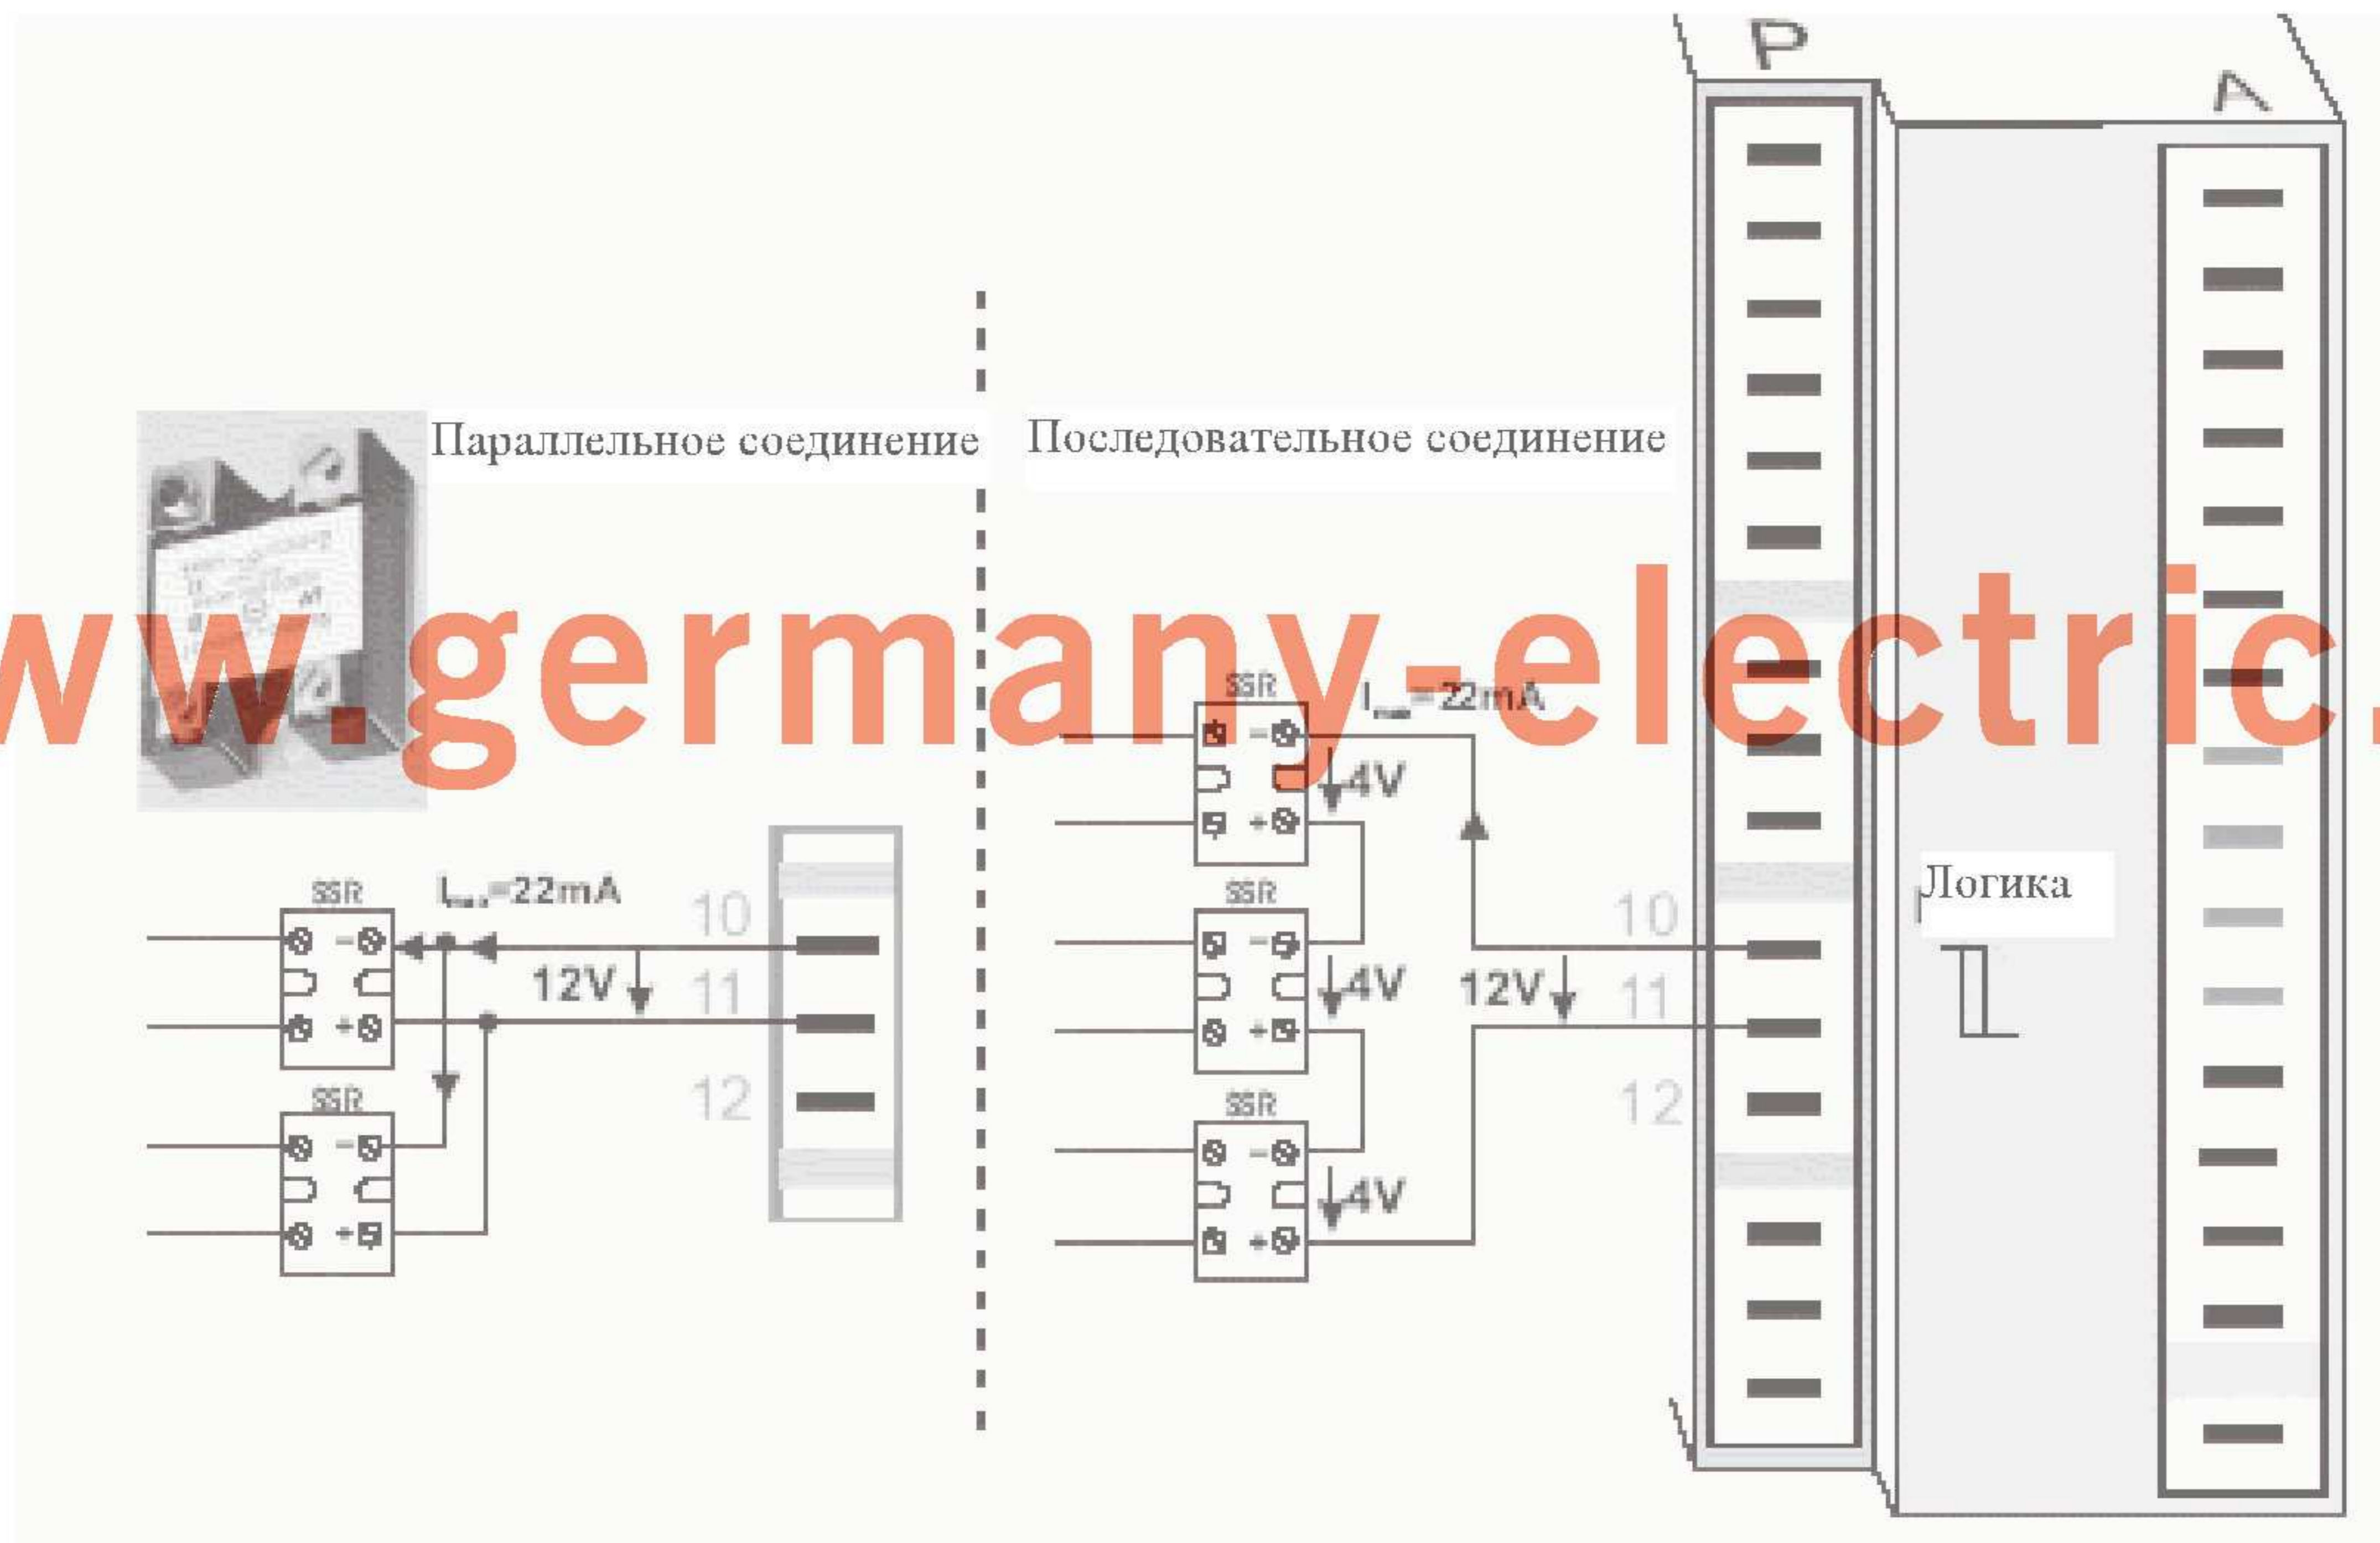 P
A
Параллельное соединение
Последовательное соединение
www.germany-electric.
SSR
=22mA
4V
SSR
=22mA
10
12V
11
SSR
12
SSR
4V
12V
10
11
SSR
4V
12
Логика
- + - +
- + - + - +